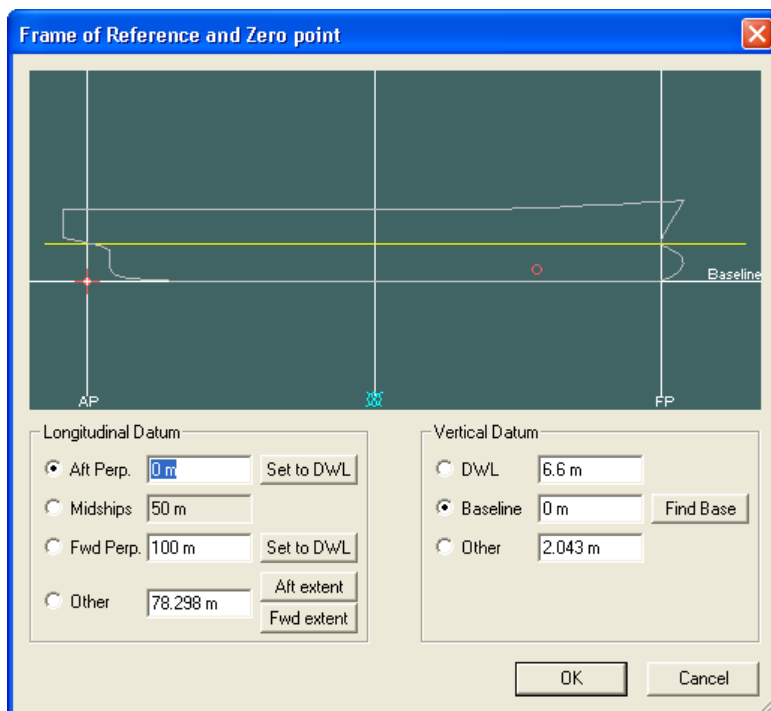 Frame of Reference and Zero point
Baseline
AP
FP
Longitudinal Datum
Aft Perp. 0 m Set to DWL
Midships 50 m
Fwd Perp. 100 m Set to DWL
Other 78.298 m Aft extent
Fwd extent
Vertical Datum
DWL 6.6 m
Baseline 0 m Find Base
Other 2.043 m
OK
Cancel